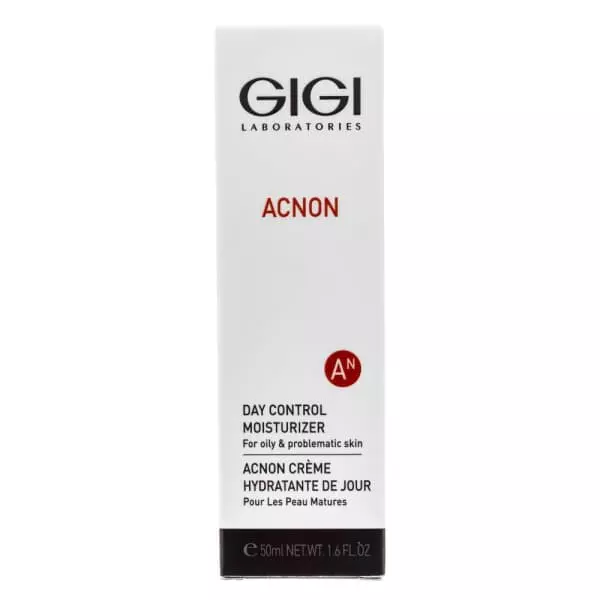 GIGI
LABORATORIES
ACNON
AN
DAY CONTROL
MOISTURIZER
For oily & problematic skin
ACNON CRÈME
HYDRATANTE DE JOUR
Pour Les Peau Matures
e 50ml NET.WT. 1.6 FL.OZ